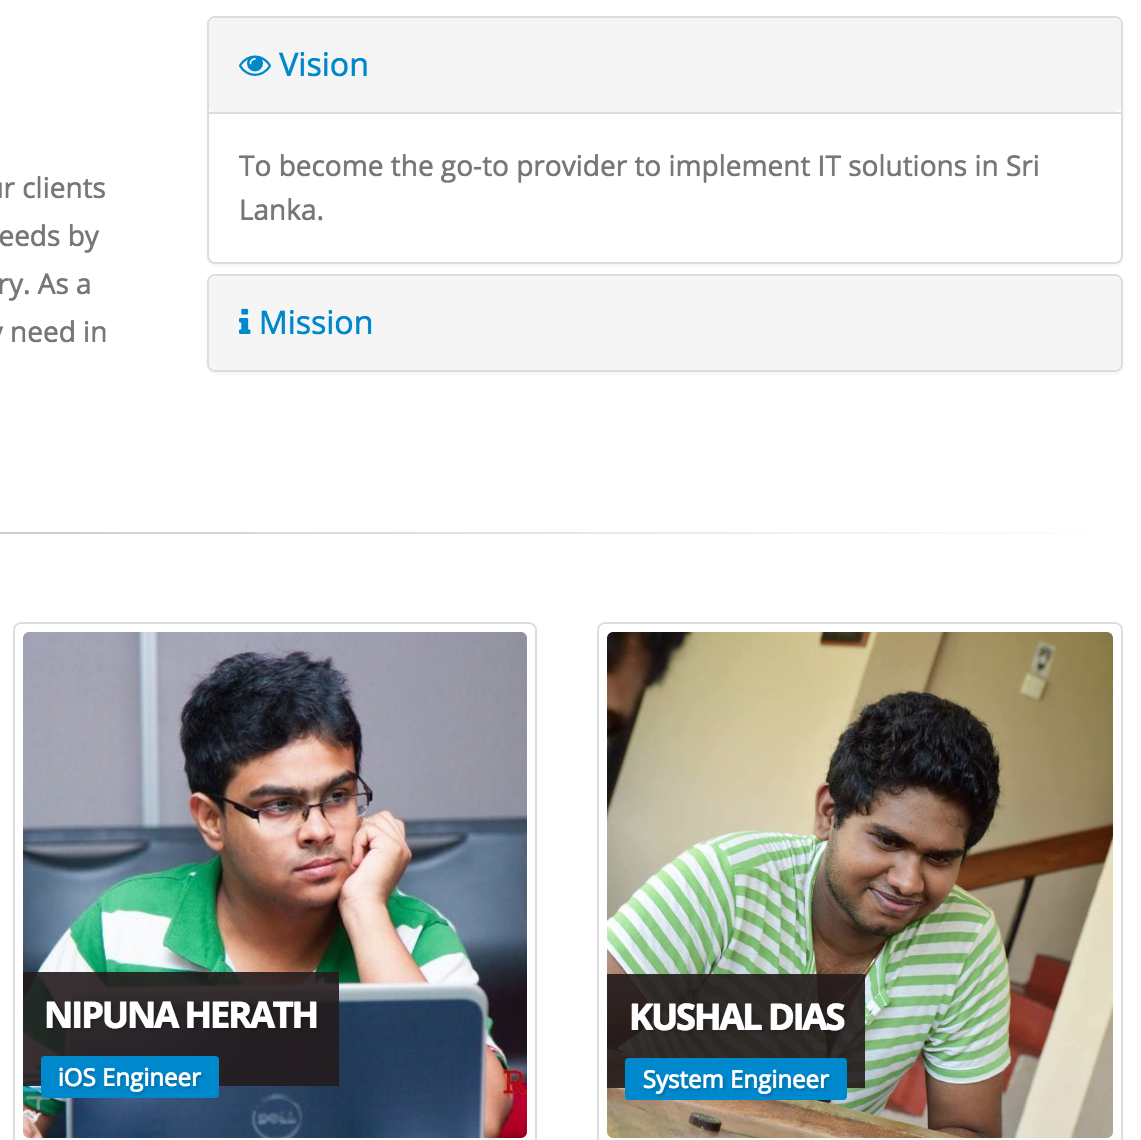 Vision
To become the go-to provider to implement IT solutions in Sri
Lanka.
Mission
r clients
eeds by
ry. As a
need in
NIPUNA HERATH
iOS Engineer
DELL
R
KUSHAL DIAS
System Engineer